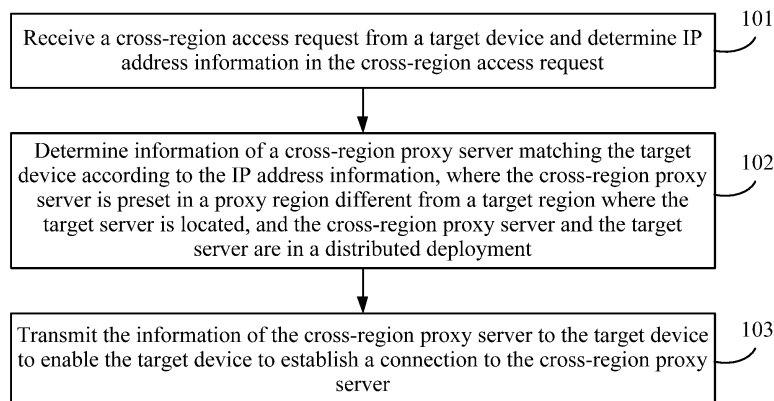 101
Receive a cross-region access request from a target device and determine IP
address information in the cross-region access request
102
Determine information of a cross-region proxy server matching the target
device according to the IP address information, where the cross-region proxy
server is preset in a proxy region different from a target region where the
target server is located, and the cross-region proxy server and the target
server are in a distributed deployment
103
Transmit the information of the cross-region proxy server to the target device
to enable the target device to establish a connection to the cross-region proxy
server